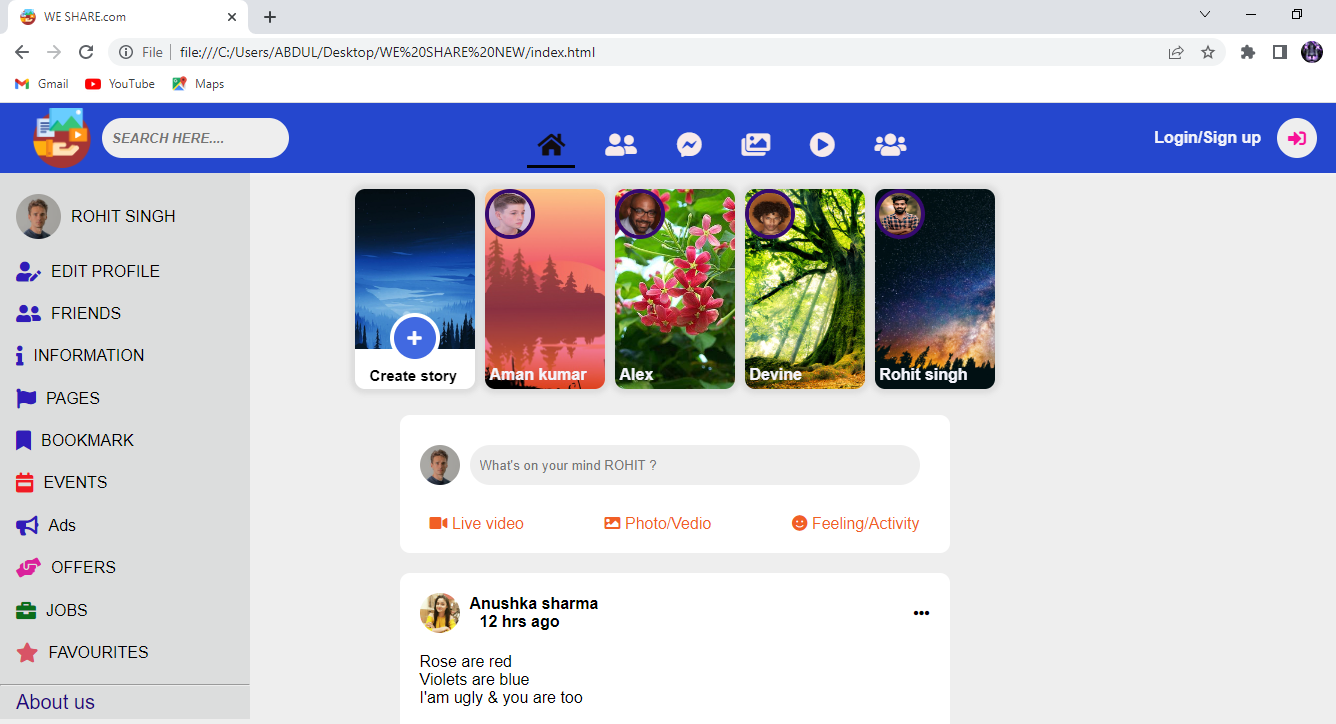 WE SHARE.com
File
file:///C:/Users/ABDUL/Desktop/WE%20SHARE%20NEW/index.html
Gmail
YouTube
Maps
SEARCH HERE....
Login/Sign up
ROHIT SINGH
EDIT PROFILE
FRIENDS
INFORMATION
PAGES
BOOKMARK
EVENTS
Ads
OFFERS
JOBS
FAVOURITES
About us
Create story
Aman kumar
Alex
Devine
Rohit singh
What's on your mind ROHIT ?
Live video
Photo/Vedio
Feeling/Activity
Anushka sharma
12 hrs ago
Rose are red
Violets are blue
I'am ugly & you are too